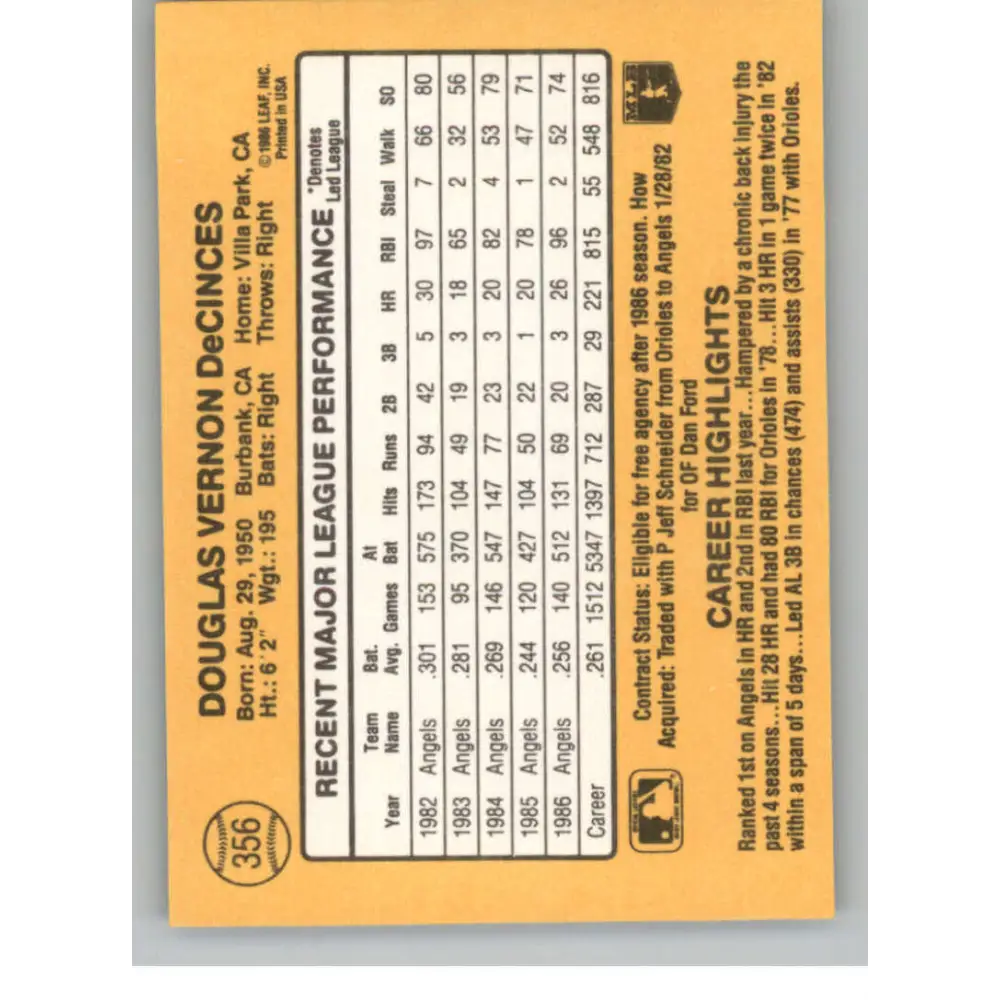 356
DOUGLAS VERNON DeCINCES
Born: Aug. 29, 1950 Burbank, CA Home: Villa Park, CA
Ht.: 6'2" Wgt.: 195 Bats: Right Throws: Right
©1986 LEAF, INC.
Printed in USA
RECENT MAJOR LEAGUE PERFORMANCE *Denotes Led League
Year Team Name Bat. Avg. Games At Bat Hits Runs 2B 3B HR RBI Steal Walk SO
1982 Angels .301 153 575 173 94 42 5 30 97 7 66 80
1983 Angels .281 95 370 104 49 19 3 18 65 2 32 56
1984 Angels .269 146 547 147 77 23 3 20 82 4 53 79
1985 Angels .244 120 427 104 50 22 1 20 78 1 47 71
1986 Angels .256 140 512 131 69 20 3 26 96 2 52 74
Career .261 1512 5347 1397 712 287 29 221 815 55 548 816
Contract Status: Eligible for free agency after 1986 season. How
Acquired: Traded with P Jeff Schneider from Orioles to Angels 1/28/82
for OF Dan Ford
MLB
CAREER HIGHLIGHTS
Ranked 1st on Angels in HR and 2nd in RBI last year...Hampered by a chronic back injury the
past 4 seasons...Hit 28 HR and had 80 RBI for Orioles in '78...Hit 3 HR in 1 game twice in '82
within a span of 5 days...Led AL 3B in chances (474) and assists (330) in '77 with Orioles.